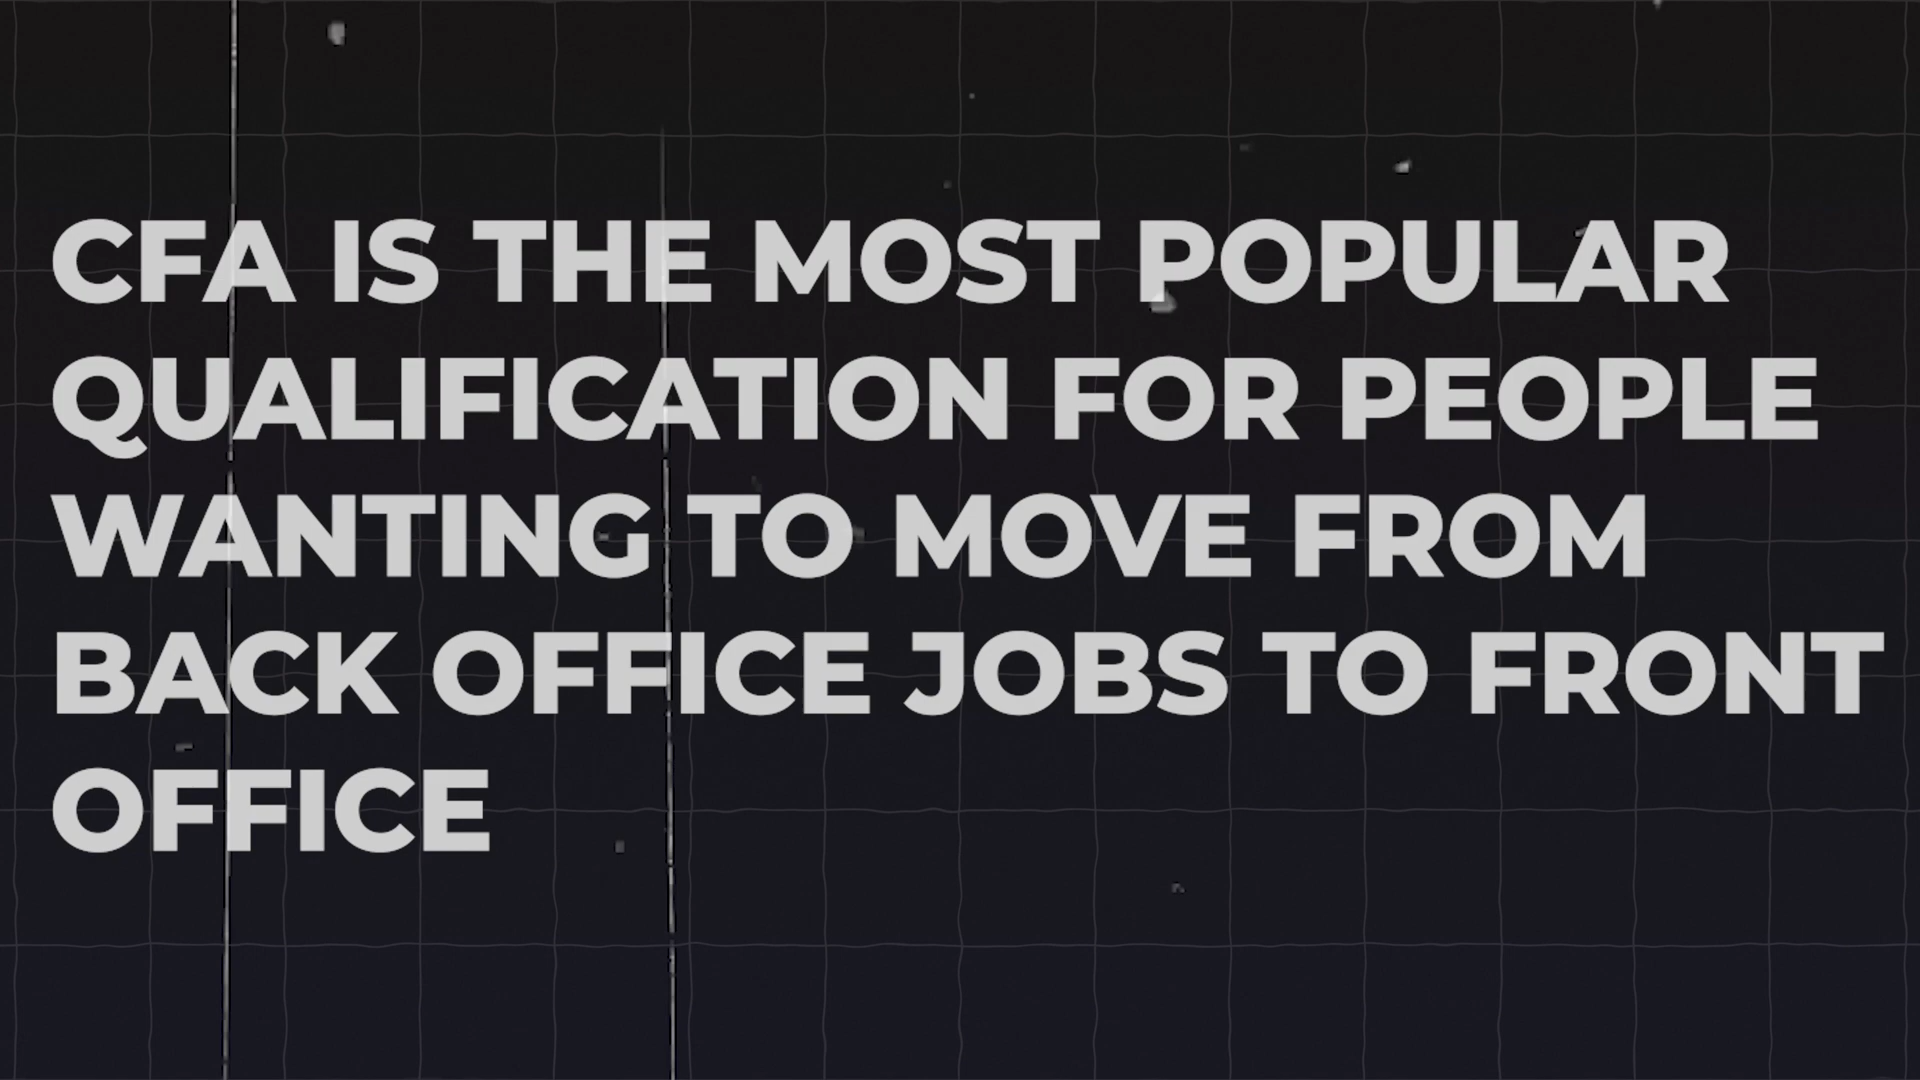 CFA IS THE MOST POPULAR
QUALIFICATION FOR PEOPLE
WANTING TO MOVE FROM
BACK OFFICE JOBS TO FRONT
OFFICE